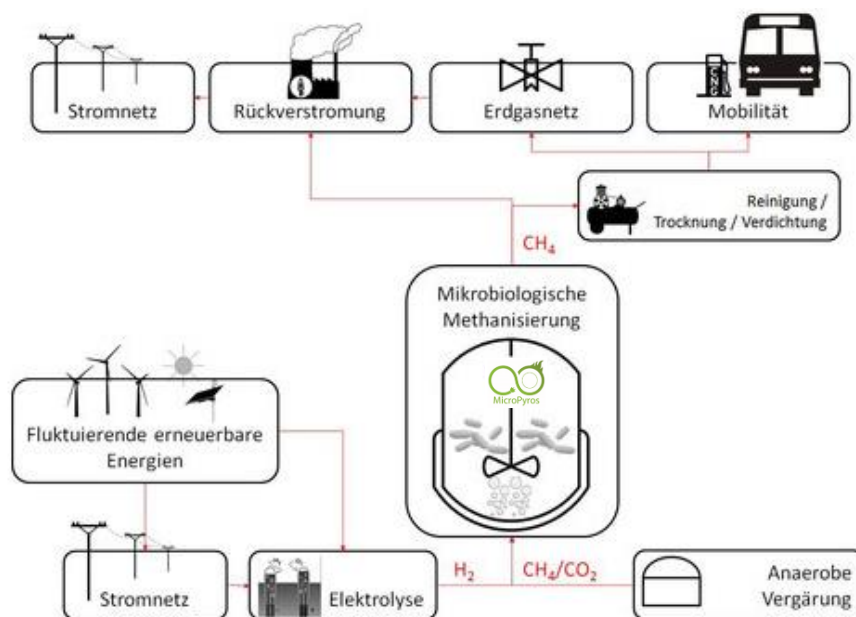 Stromnetz
Rückverstromung
Erdgasnetz
Mobilität
Reinigung /
Trocknung / Verdichtung
CH₄
Mikrobiologische
Methanisierung
MicroPyros
Fluktuierende erneuerbare
Energien
Stromnetz
Elektrolyse
H₂
CH₄/CO₂
Anaerobe
Vergärung